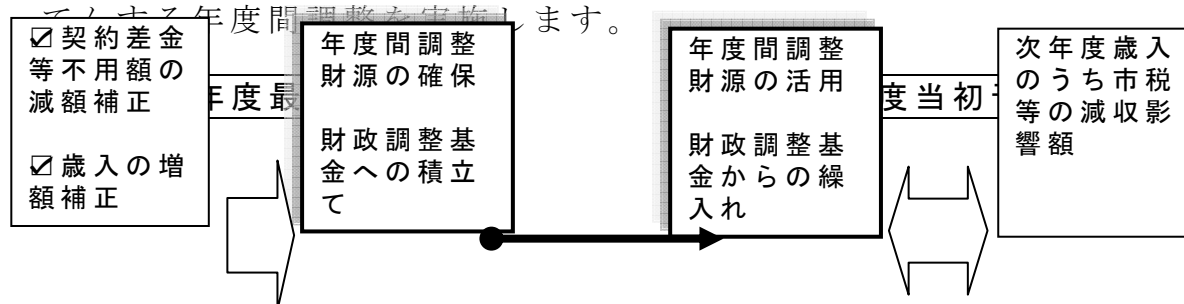 てんする年度間調整を実施します。
☑契約差金
等不用額の
減額補正
☑歳入の増
額補正
年度最
年度間調整
財源の確保
財政調整基
金への積立
て
年度間調整
財源の活用
財政調整基
金からの繰
入れ
度当初
次年度歳入
のうち市税
等の減収影
響額